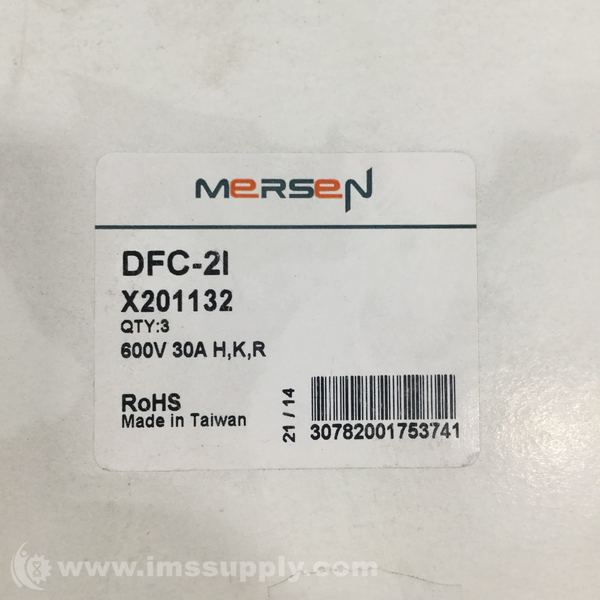 MERSEN
DFC-2I
X201132
QTY:3
600V 30A H,K,R
RoHS
Made in Taiwan
21 / 14
30782001753741
www.imssupply.com